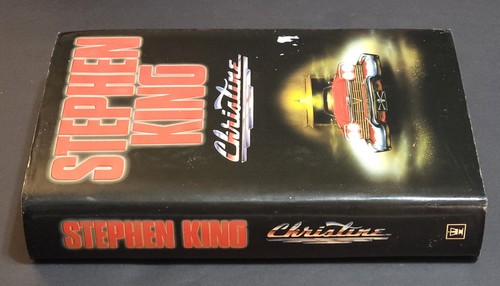 STEPHEN
KING
Christine
STEPHEN KING
Christine